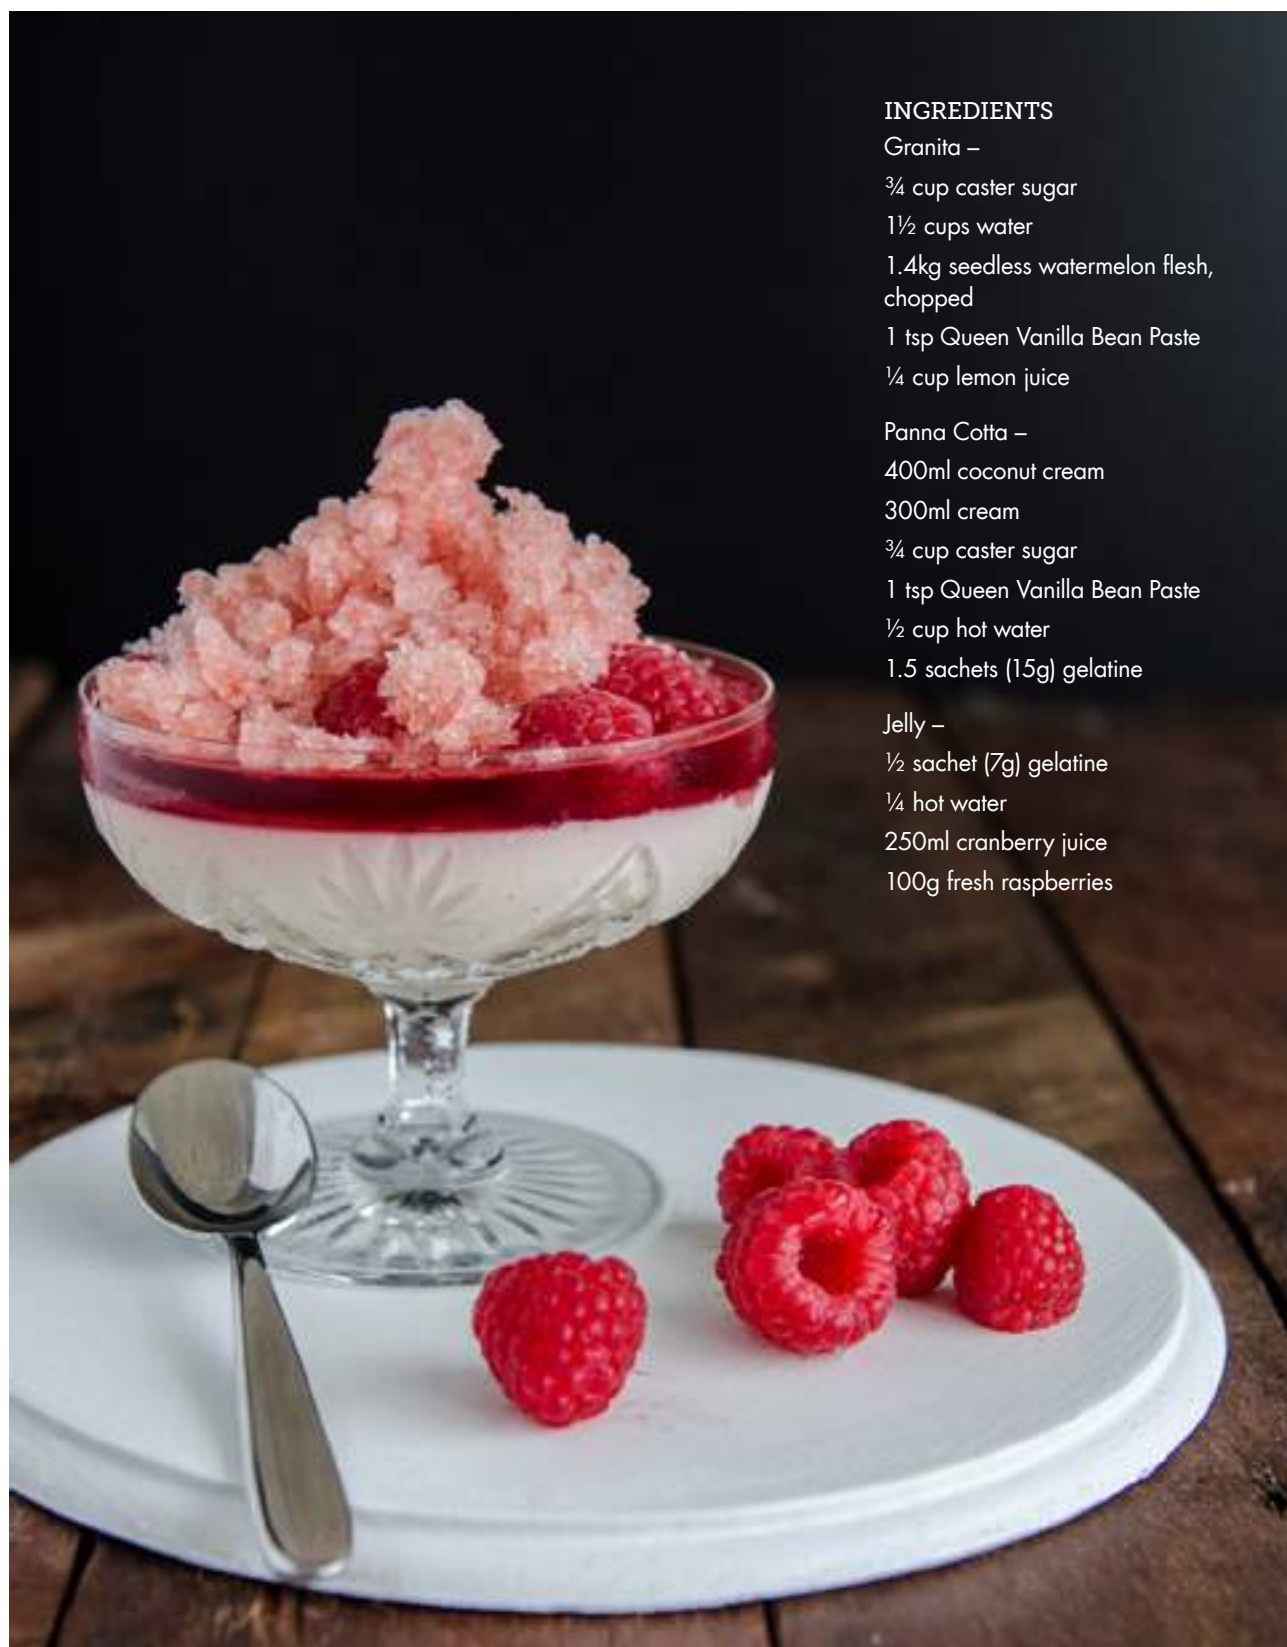 INGREDIENTS
Granita –
¾ cup caster sugar
1½ cups water
1.4kg seedless watermelon flesh,
chopped
1 tsp Queen Vanilla Bean Paste
¼ cup lemon juice
Panna Cotta –
400ml coconut cream
300ml cream
¾ cup caster sugar
1 tsp Queen Vanilla Bean Paste
½ cup hot water
1.5 sachets (15g) gelatine
Jelly –
½ sachet (7g) gelatine
¼ hot water
250ml cranberry juice
100g fresh raspberries